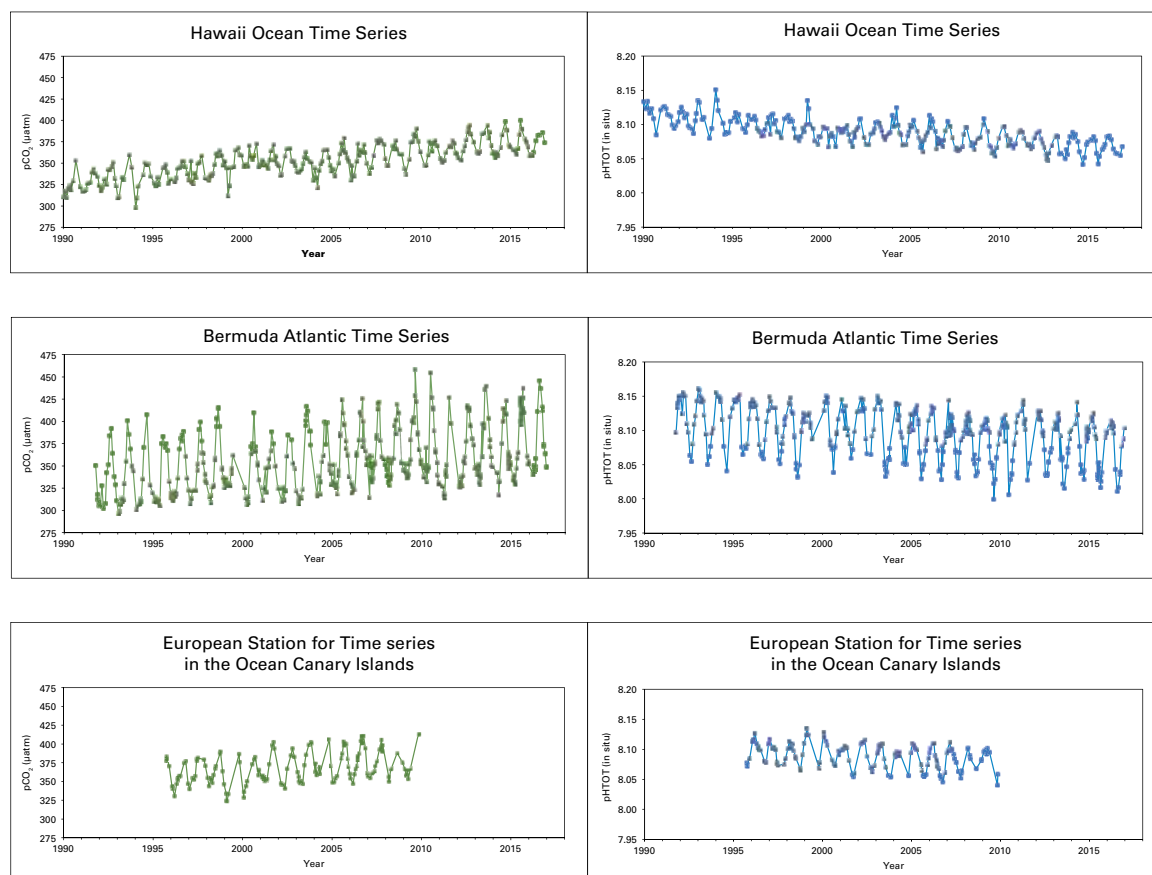 Hawaii Ocean Time Series
475
450
425
400
375
350
325
300
275
pCO₂ (µatm)
1990 1995 2000 2005 2010 2015
Year
Hawaii Ocean Time Series
8.20
8.15
8.10
8.05
8.00
7.95
pHTOT (in situ)
1990 1995 2000 2005 2010 2015
Year
Bermuda Atlantic Time Series
475
450
425
400
375
350
325
300
275
pCO₂ (µatm)
1990 1995 2000 2005 2010 2015
Year
Bermuda Atlantic Time Series
8.20
8.15
8.10
8.05
8.00
7.95
pHTOT (in situ)
1990 1995 2000 2005 2010 2015
Year
European Station for Time series
in the Ocean Canary Islands
475
450
425
400
375
350
325
300
275
pCO₂ (µatm)
1990 1995 2000 2005 2010 2015
Year
European Station for Time series
in the Ocean Canary Islands
8.20
8.15
8.10
8.05
8.00
7.95
pHTOT (in situ)
1990 1995 2000 2005 2010 2015
Year